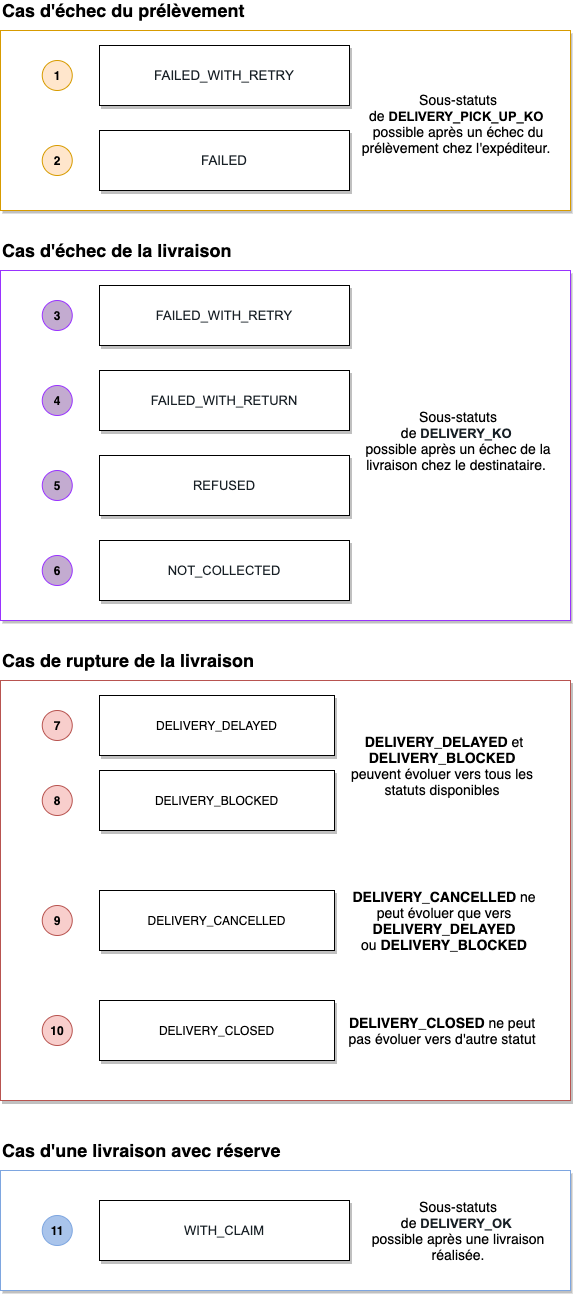 Cas d'échec du prélèvement
1
FAILED_WITH_RETRY
2
FAILED
Sous-statuts
de DELIVERY_PICK_UP_KO
possible après un échec du
prélèvement chez l'expéditeur.
Cas d'échec de la livraison
3
FAILED_WITH_RETRY
4
FAILED_WITH_RETURN
5
REFUSED
6
NOT_COLLECTED
Sous-statuts
de DELIVERY_KO
possible après un échec de la
livraison chez le destinataire.
Cas de rupture de la livraison
7
DELIVERY_DELAYED
8
DELIVERY_BLOCKED
DELIVERY_DELAYED et
DELIVERY_BLOCKED
peuvent évoluer vers tous les
statuts disponibles
9
DELIVERY_CANCELLED
DELIVERY_CANCELLED ne
peut évoluer que vers
DELIVERY_DELAYED
ou DELIVERY_BLOCKED
10
DELIVERY_CLOSED
DELIVERY_CLOSED ne peut
pas évoluer vers d'autre statut
Cas d'une livraison avec réserve
11
WITH_CLAIM
Sous-statuts
de DELIVERY_OK
possible après une livraison
réalisée.